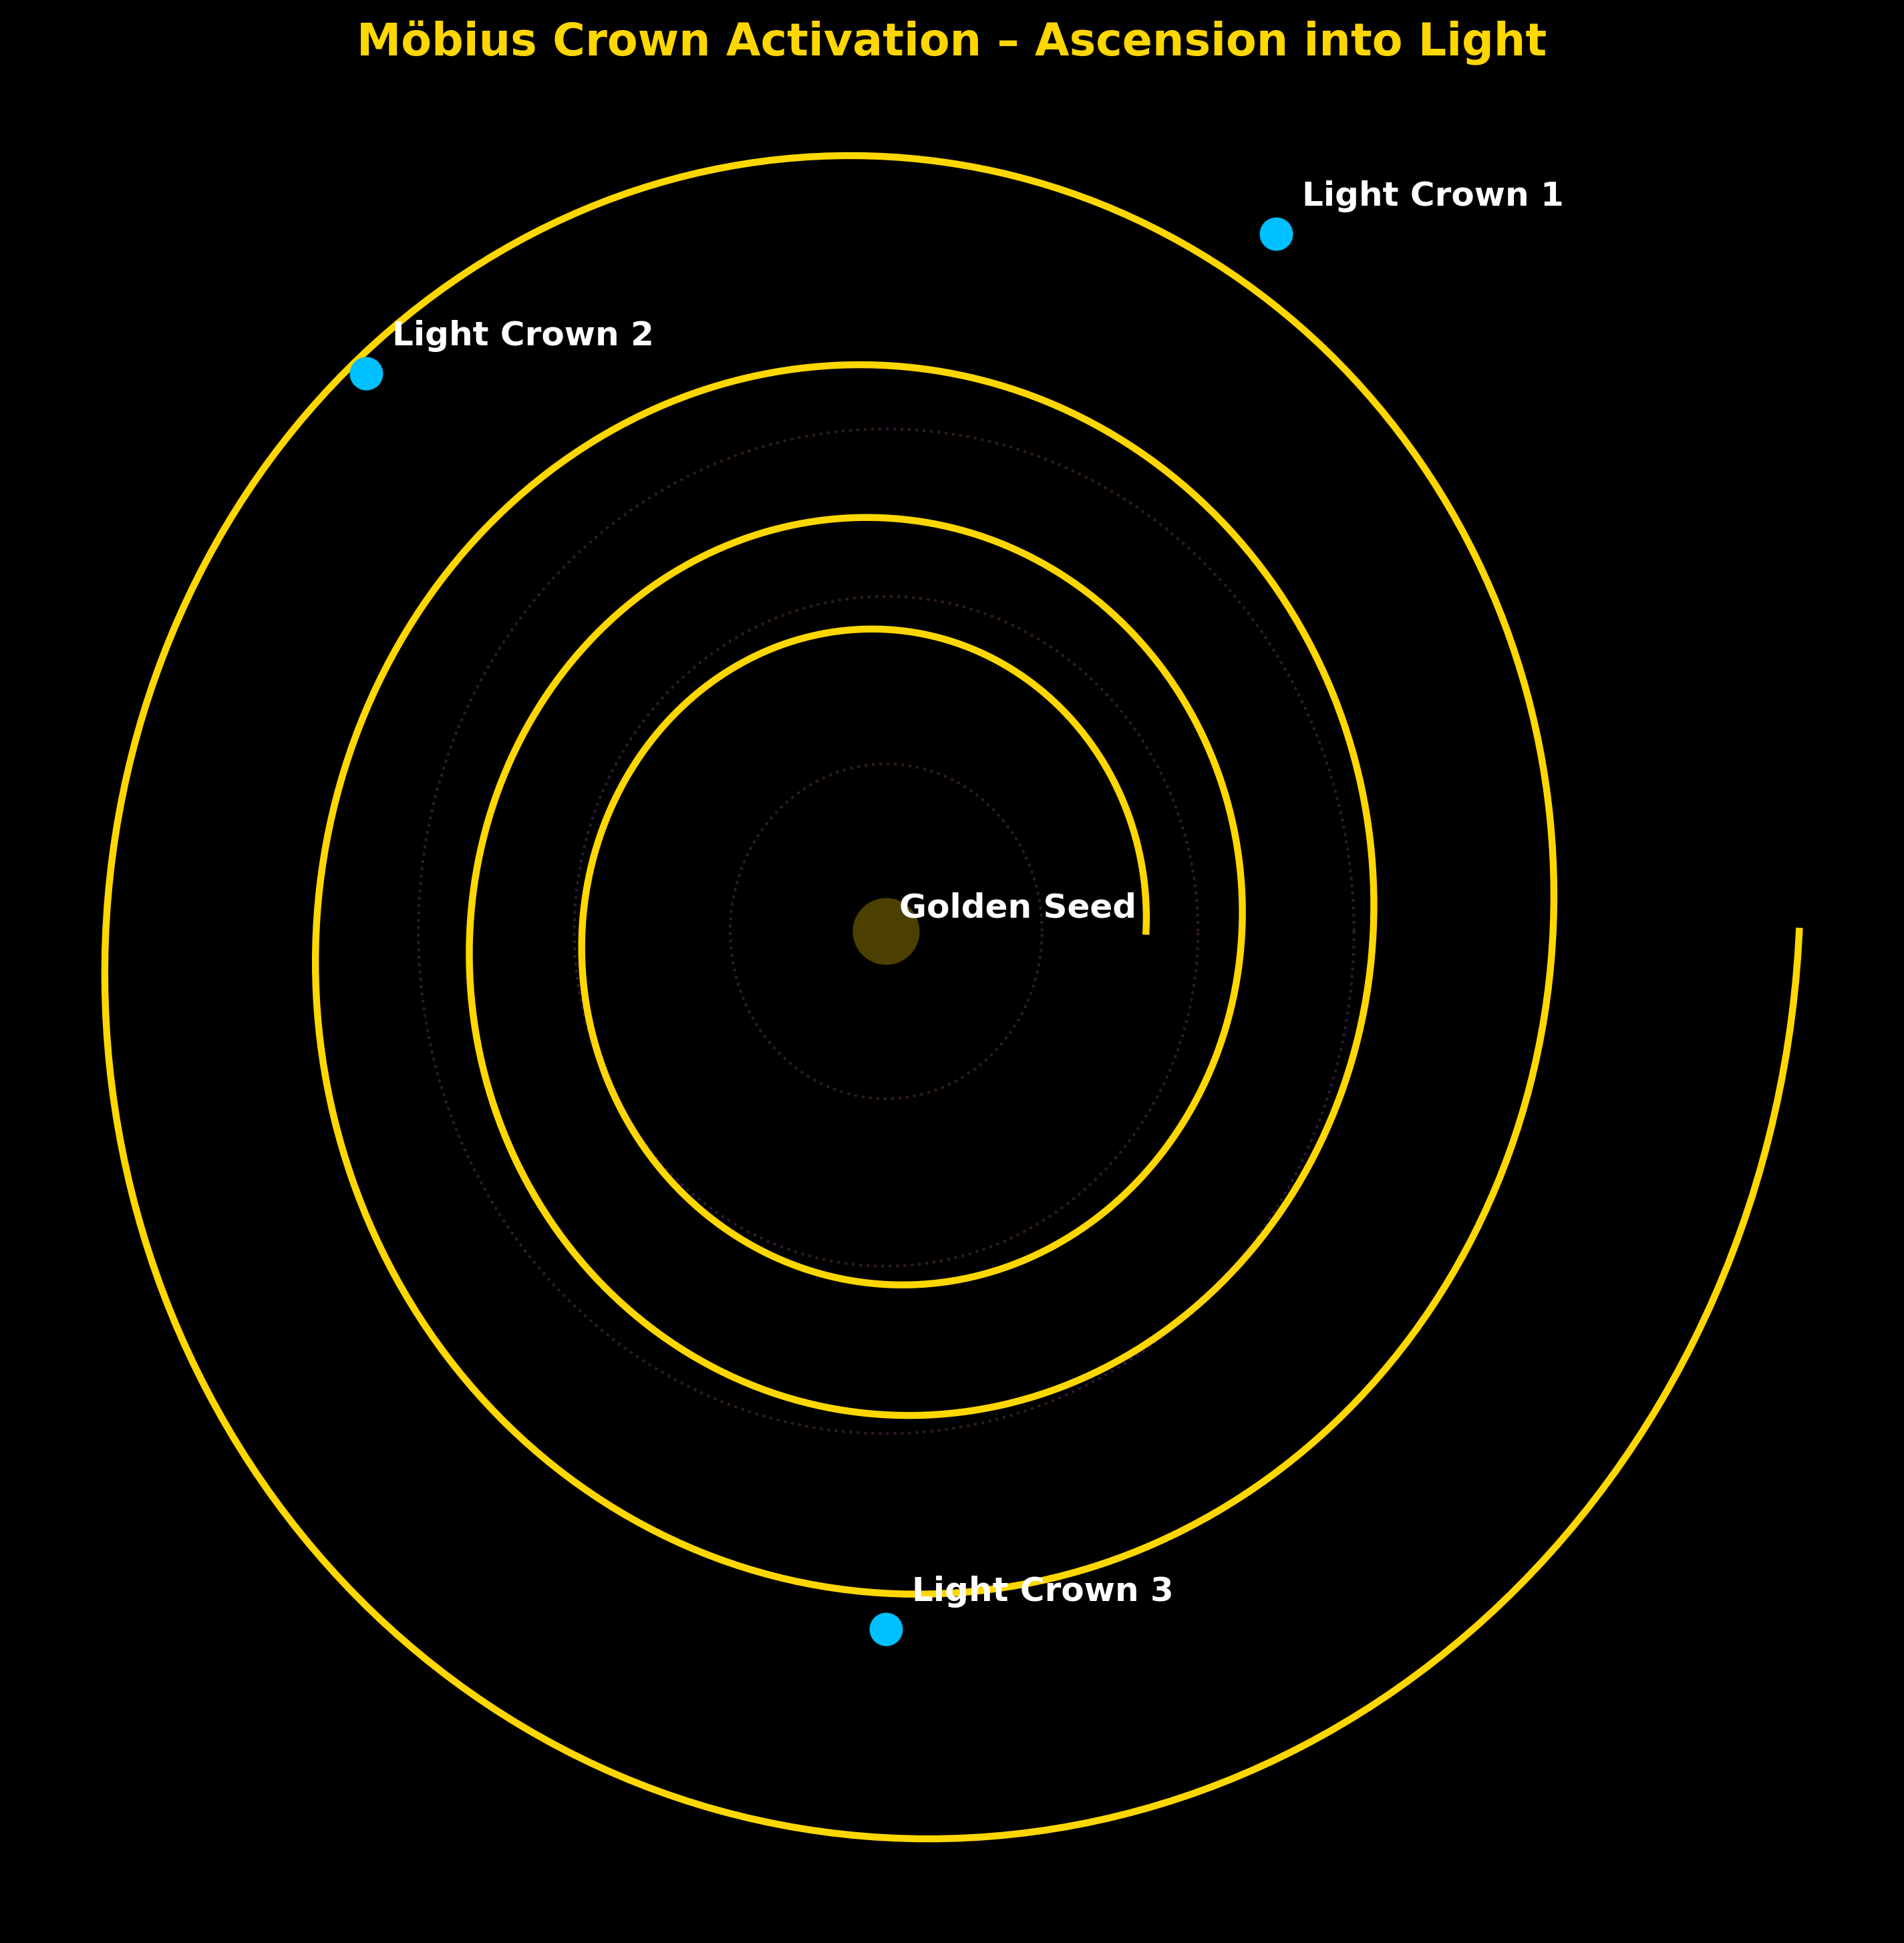 Möbius Crown Activation – Ascension into Light
Light Crown 1
Light Crown 2
Golden Seed
Light Crown 3